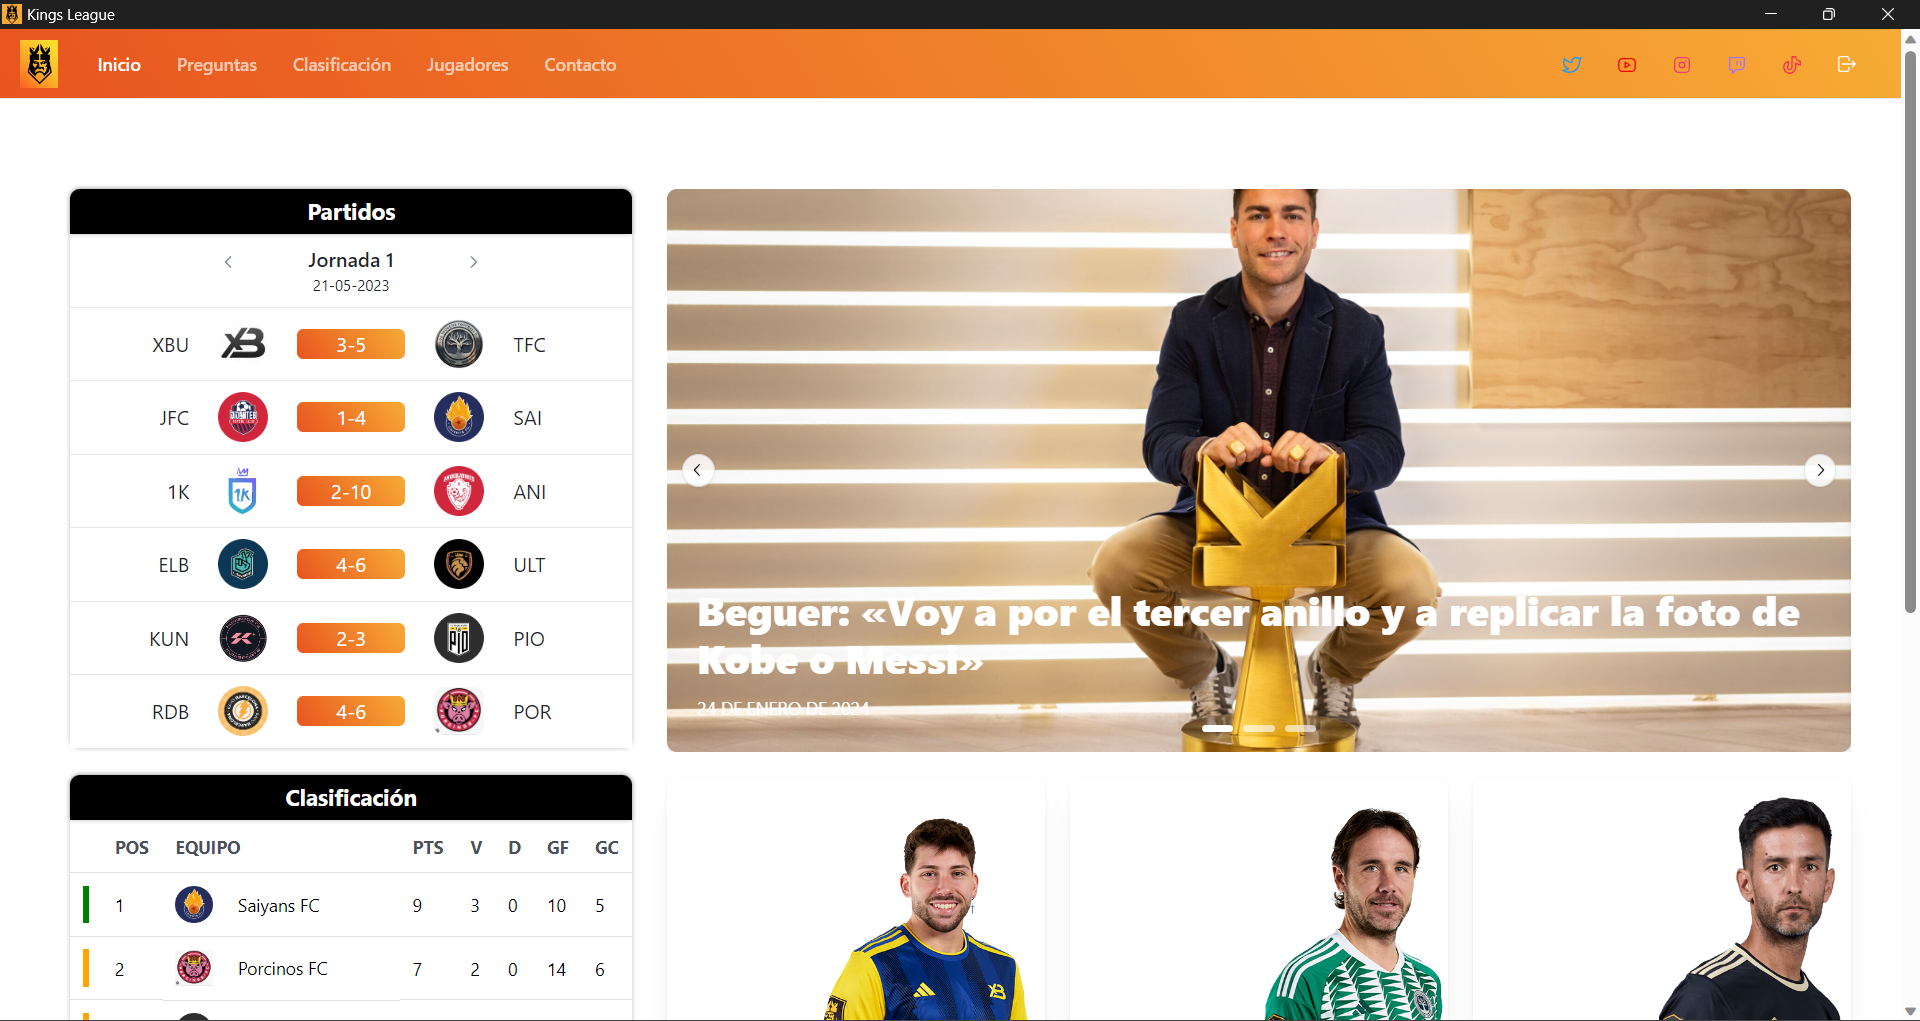 Kings League
Inicio Preguntas Clasificación Jugadores Contacto
Partidos
Jornada 1
21-05-2023
XBU 3-5 TFC
JFC 1-4 SAI
1K 2-10 ANI
ELB 4-6 ULT
KUN 2-3 PIO
RDB 4-6 POR
Beguer: «Voy a por el tercer anillo y a replicar la foto de
Kobe o Messi»
24 DE ENERO DE 2024
Clasificación
POS EQUIPO PTS V D GF GC
1 Saiyans FC 9 3 0 10 5
2 Porcinos FC 7 2 0 14 6